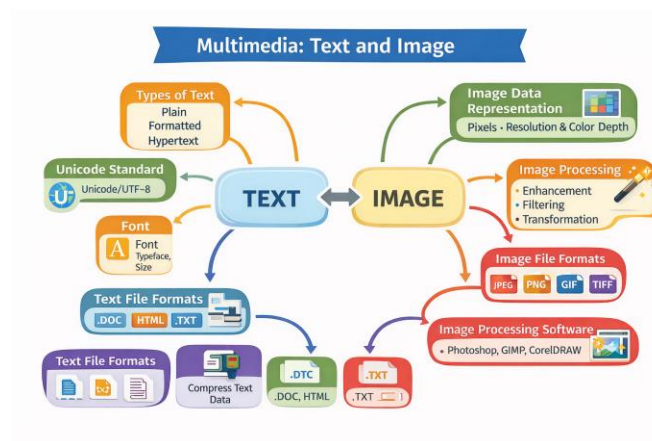 Multimedia: Text and Image
Types of Text
Plain
Formatted
Hypertext
Unicode Standard
U
Unicode/UTF-8
Font
A
Font
Typeface,
Size
Text File Formats
.DOC HTML .TXT
TEXT
IMAGE
Image Data
Representation
Pixels • Resolution & Color Depth
Image Processing
• Enhancement
• Filtering
• Transformation
Image File Formats
JPEG PNG GIF TIFF
Image Processing Software
• Photoshop, GIMP, CorelDRAW
Text File Formats
Compress Text
Data
.DTC
.DOC, HTML
.TXT
.TXT